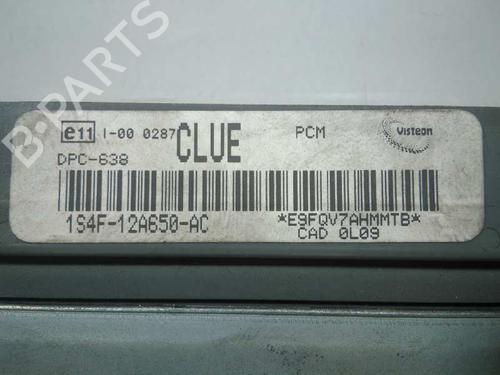 e11 I-00 0287 CLUE PCM Visteon
DPC-638
1S4F-12A650-AC *E9FQV7AHMMTB*
CAD 0L09
B-PARTS